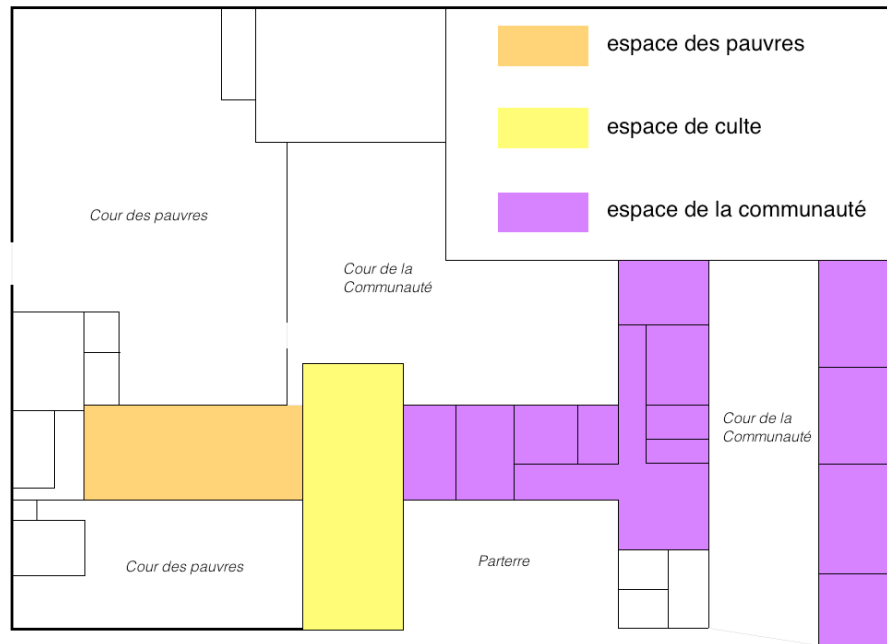 espace des pauvres
espace de culte
espace de la communauté
Cour des pauvres
Cour de la
Communauté
Cour de la
Communauté
Cour des pauvres
Parterre